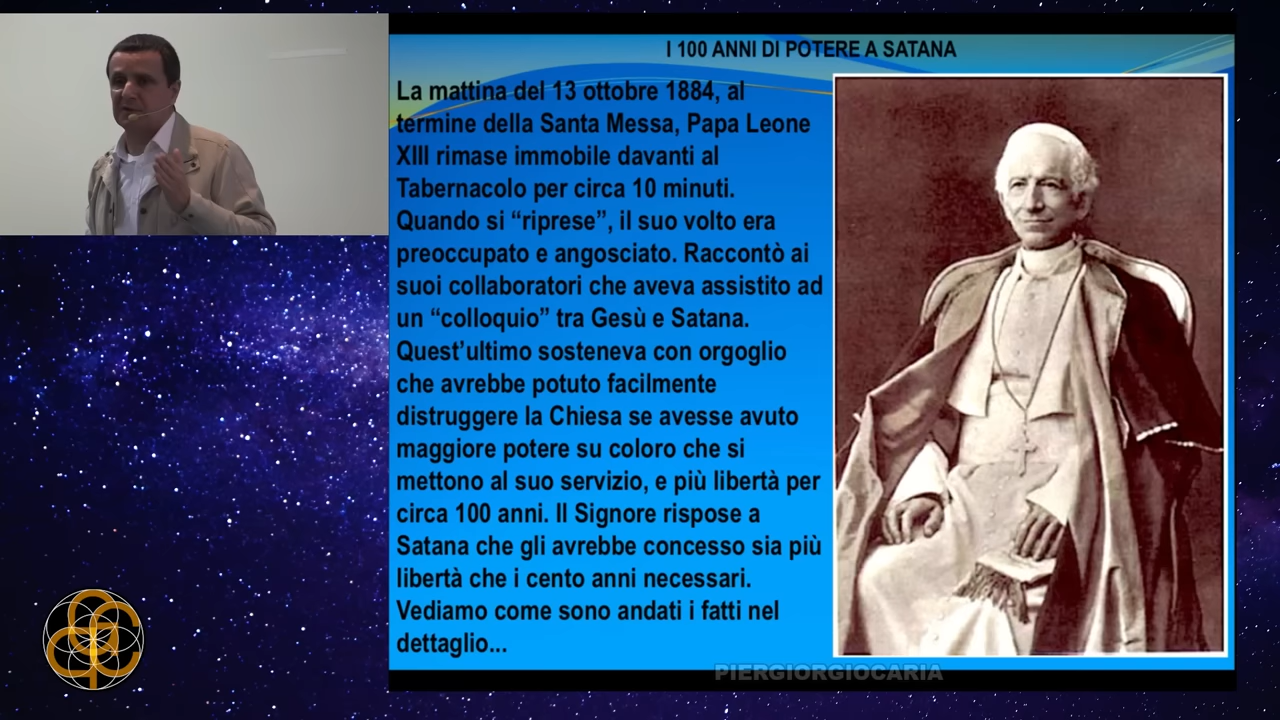 I 100 ANNI DI POTERE A SATANA
La mattina del 13 ottobre 1884, al
termine della Santa Messa, Papa Leone
XIII rimase immobile davanti al
Tabernacolo per circa 10 minuti.
Quando si “riprese”, il suo volto era
preoccupato e angosciato. Raccontò ai
suoi collaboratori che aveva assistito ad
un “colloquio” tra Gesù e Satana.
Quest’ultimo sosteneva con orgoglio
che avrebbe potuto facilmente
distruggere la Chiesa se avesse avuto
maggiore potere su coloro che si
mettono al suo servizio, e più libertà per
circa 100 anni. Il Signore rispose a
Satana che gli avrebbe concesso sia più
libertà che i cento anni necessari.
Vediamo come sono andati i fatti nel
dettaglio...
PIERGIORGIOCARIA